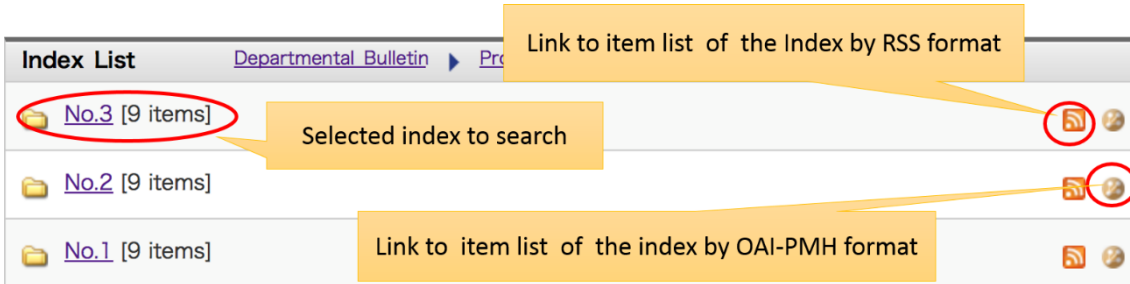 Index List
Departmental Bulletin
Link to item list of the Index by RSS format
No.3 [9 items]
Selected index to search
No.2 [9 items]
Link to item list of the index by OAI-PMH format
No.1 [9 items]